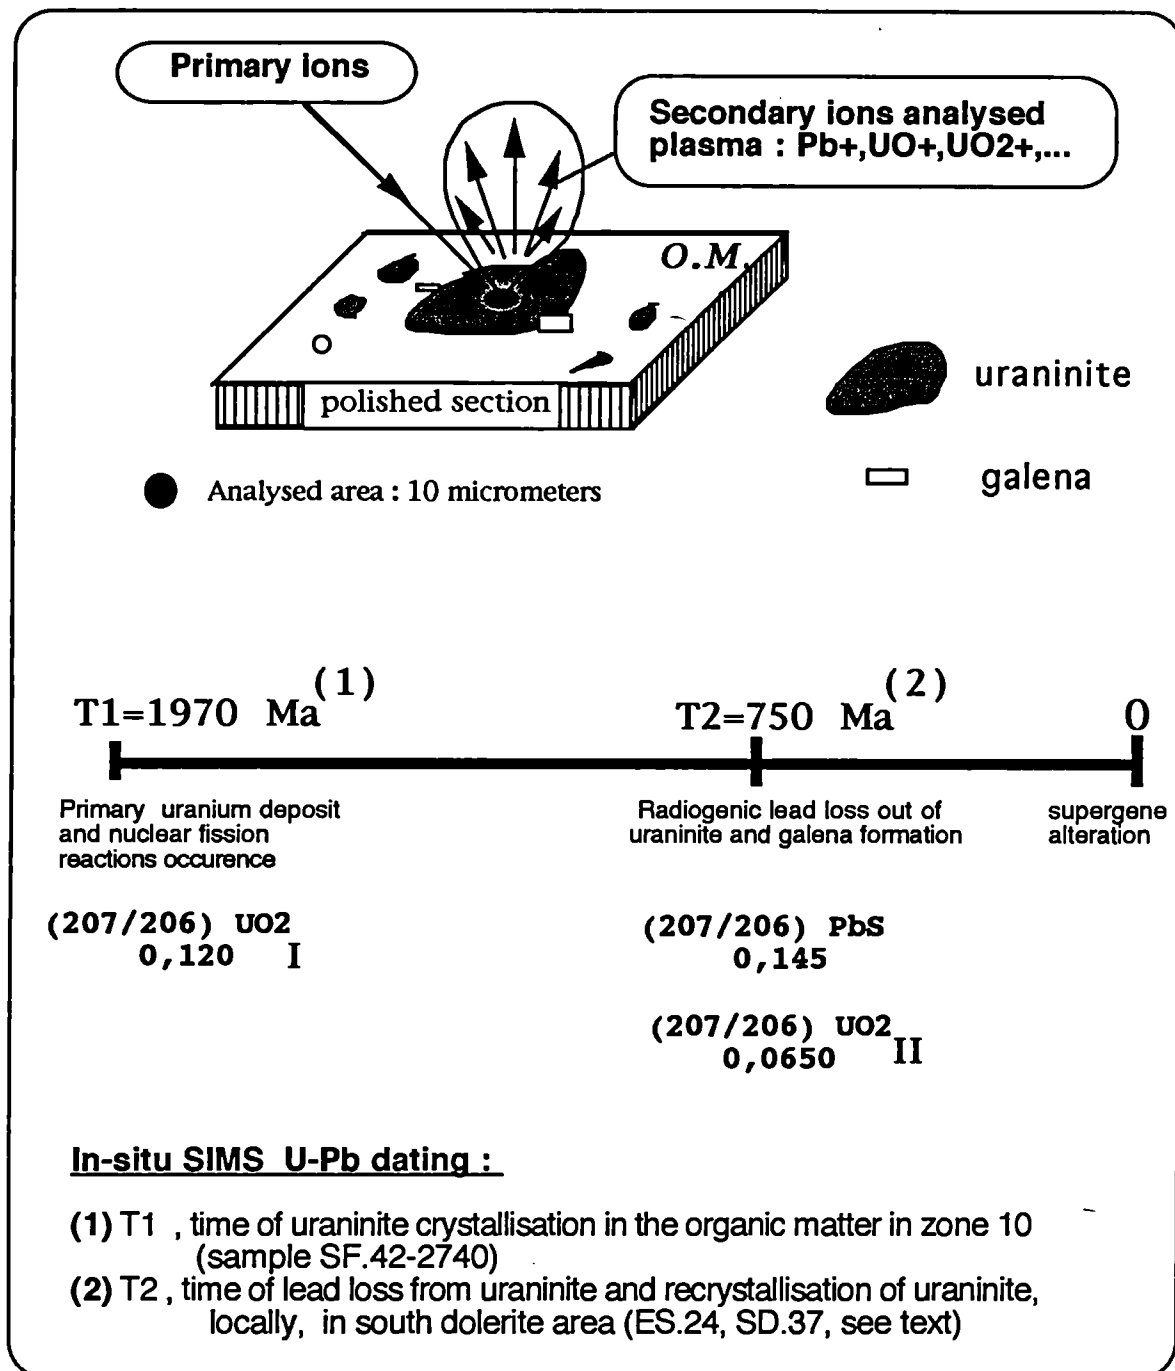 Primary ions
Secondary ions analysed
plasma : Pb+,UO+,UO2+,...
O.M.
polished section
uraninite
Analysed area : 10 micrometers
galena
T1=1970 Ma(1)
T2=750 Ma(2)
0
Primary uranium deposit
and nuclear fission
reactions occurence
Radiogenic lead loss out of
uraninite and galena formation
supergene
alteration
(207/206) UO2
0,120 I
(207/206) PbS
0,145
(207/206) UO2
0,0650 II
In-situ SIMS U-Pb dating :
(1) T1 , time of uraninite crystallisation in the organic matter in zone 10
(sample SF.42-2740)
(2) T2 , time of lead loss from uraninite and recrystallisation of uraninite,
locally, in south dolerite area (ES.24, SD.37, see text)